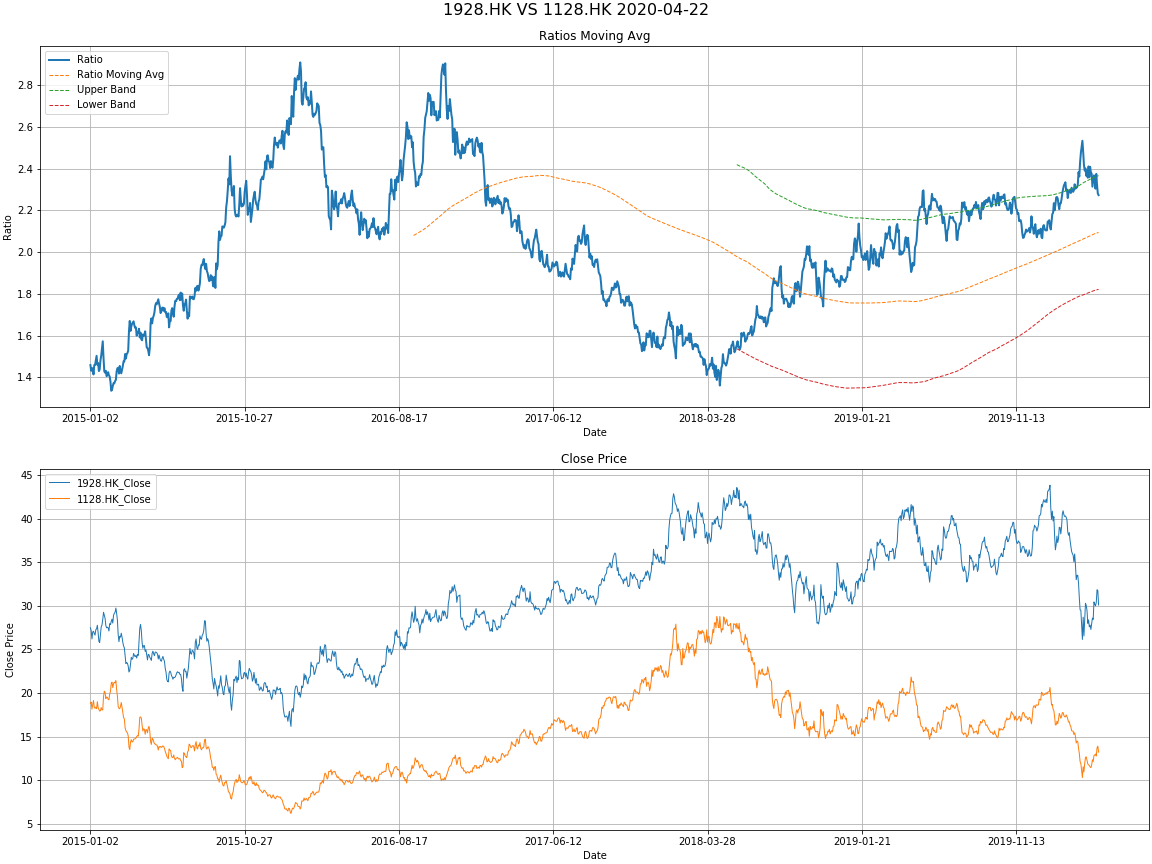 1928.HK VS 1128.HK 2020-04-22
Ratios Moving Avg
Ratio
Ratio Moving Avg
Upper Band
Lower Band
2.8
2.6
2.4
2.2
2.0
1.8
1.6
1.4
Ratio
2015-01-02 2015-10-27 2016-08-17 2017-06-12 2018-03-28 2019-01-21 2019-11-13
Date
Close Price
1928.HK_Close
1128.HK_Close
45
40
35
30
25
20
15
10
5
Close Price
2015-01-02 2015-10-27 2016-08-17 2017-06-12 2018-03-28 2019-01-21 2019-11-13
Date